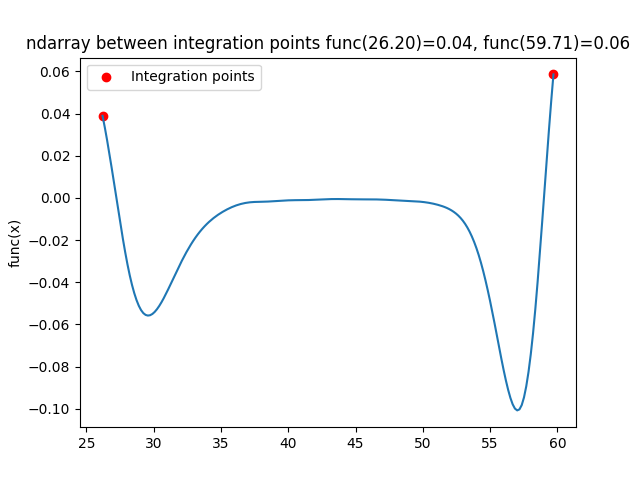 ndarray between integration points func(26.20)=0.04, func(59.71)=0.06
Integration points
0.06
0.04
0.02
0.00
−0.02
−0.04
−0.06
−0.08
−0.10
func(x)
25 30 35 40 45 50 55 60